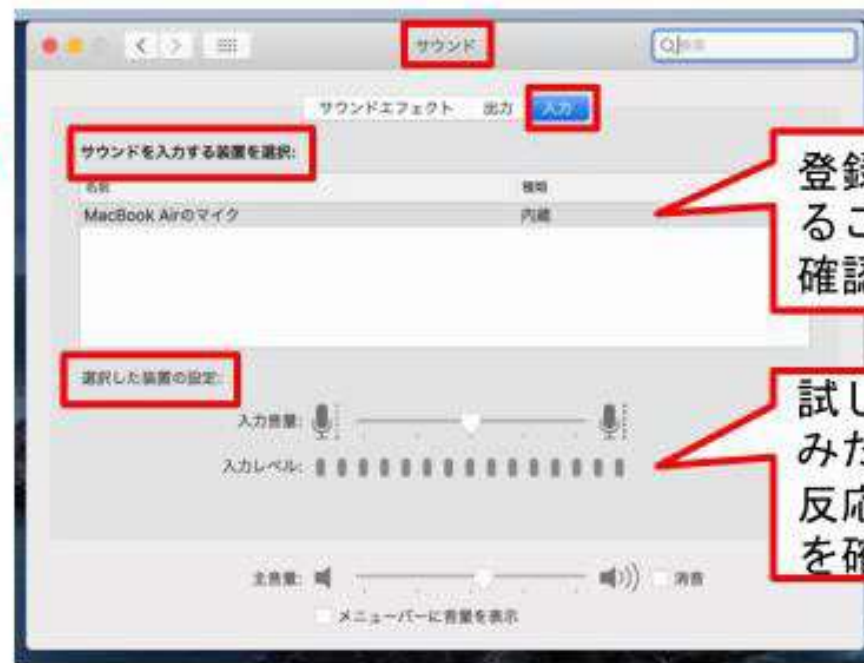 サウンド
サウンドエフェクト 出力 入力
サウンドを入力する装置を選択:
名前 種類
MacBook Airのマイク 内蔵
登録
るこ
確認
選択した装置の設定:
入力音量:
入力レベル:
試し
みた
反応
を確
主音量: 消音
メニューバーに音量を表示